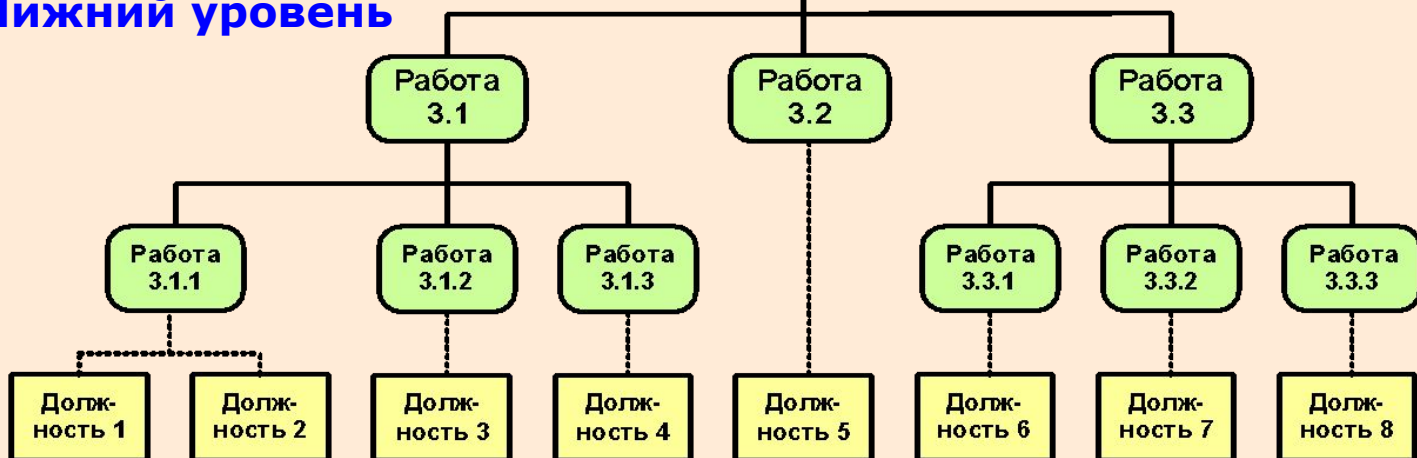 Нижний уровень
Работа
3.1
Работа
3.2
Работа
3.3
Работа
3.1.1
Работа
3.1.2
Работа
3.1.3
Работа
3.3.1
Работа
3.3.2
Работа
3.3.3
Долж-
ность 1
Долж-
ность 2
Долж-
ность 3
Долж-
ность 4
Долж-
ность 5
Долж-
ность 6
Долж-
ность 7
Долж-
ность 8